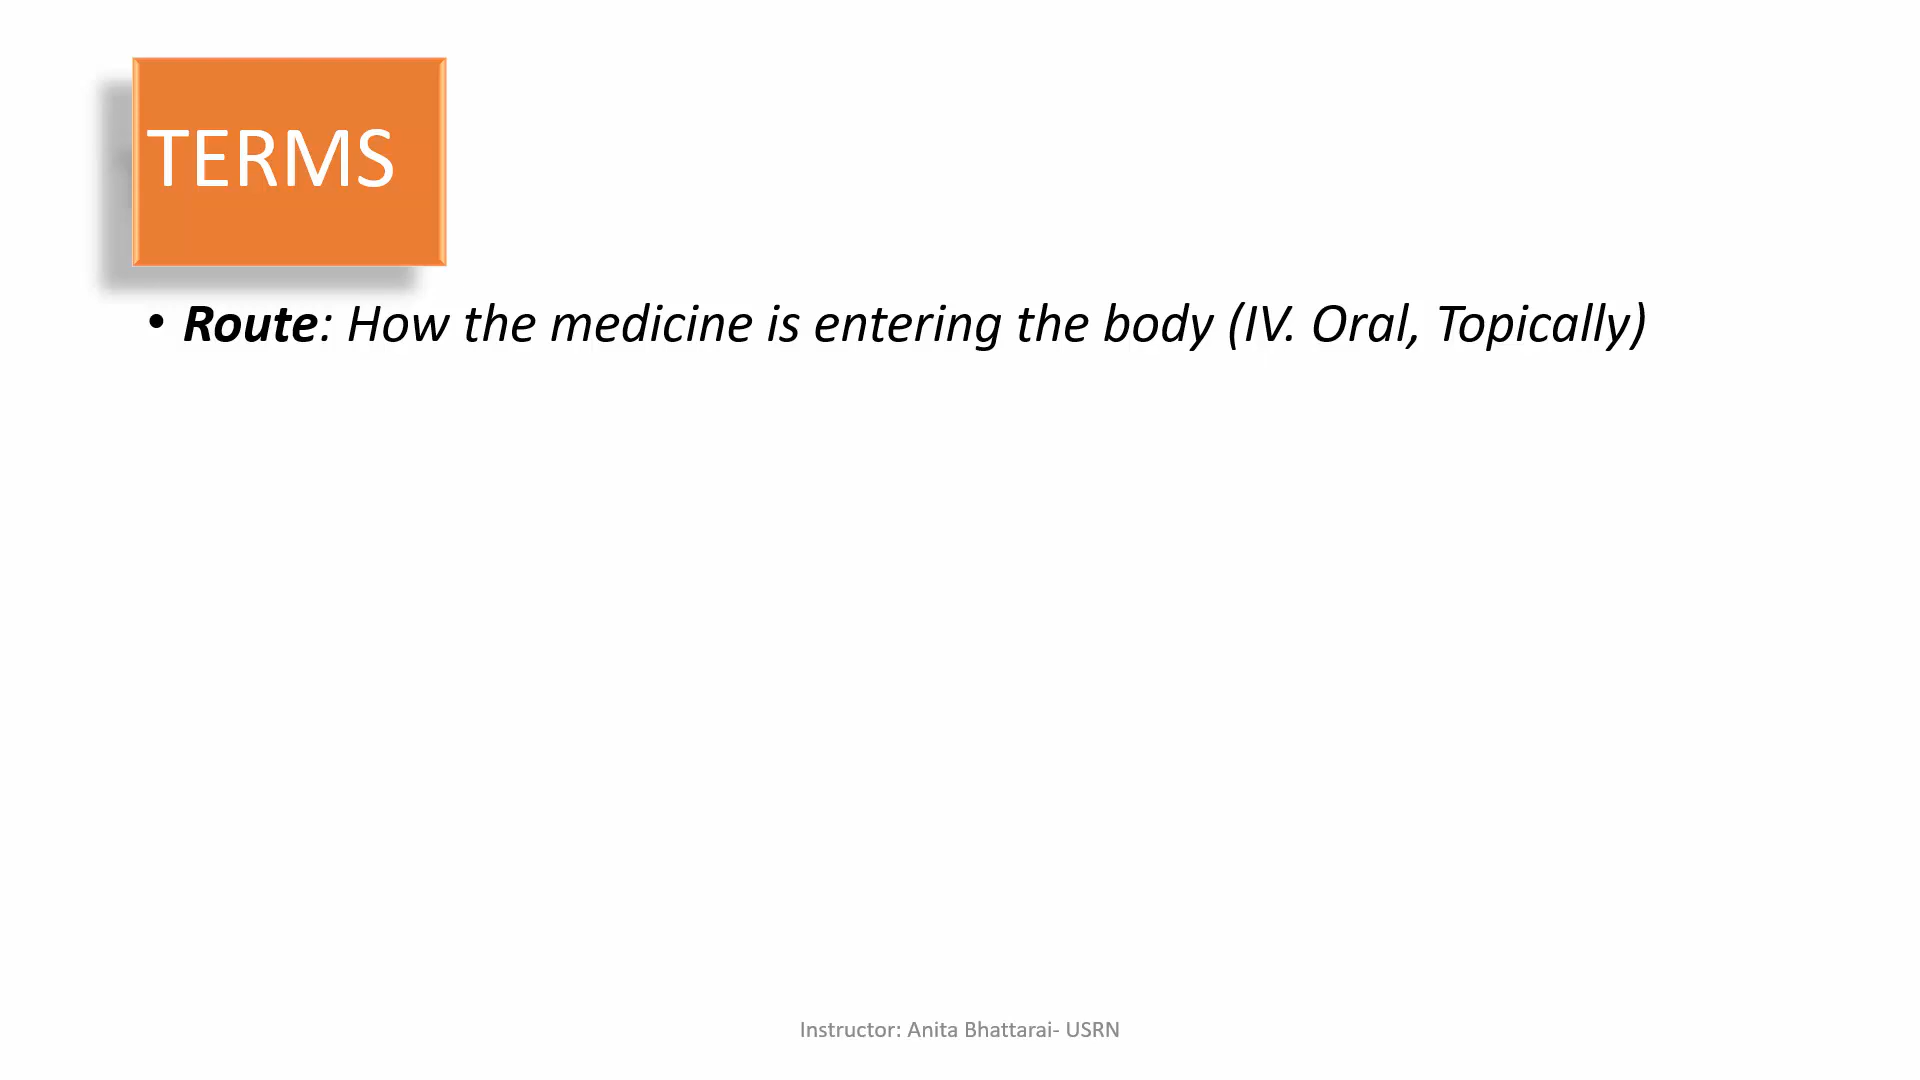 TERMS
• Route: How the medicine is entering the body (IV. Oral, Topically)
Instructor: Anita Bhattarai- USRN